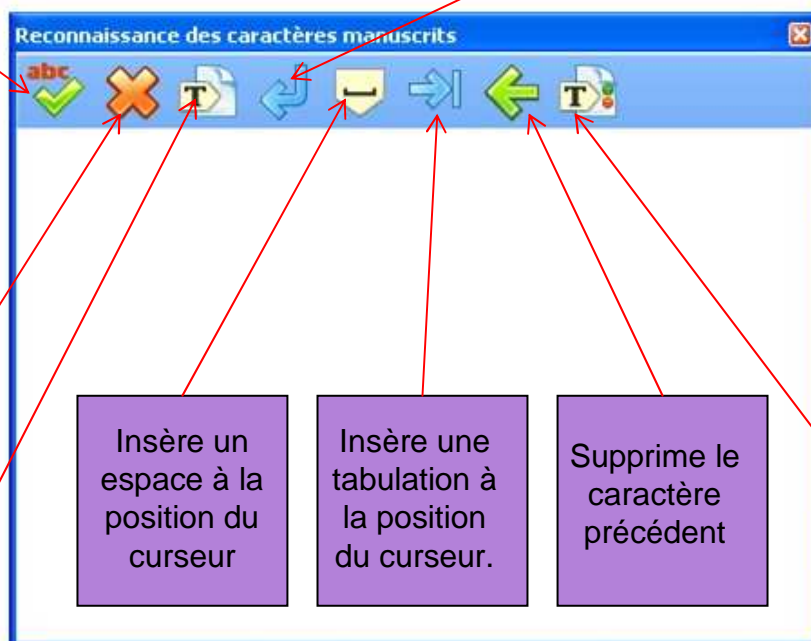 Reconnaissance des caractères manuscrits
abc
T
T
Insère un
espace à la
position du
curseur
Insère une
tabulation à
la position
du curseur.
Supprime le
caractère
précédent